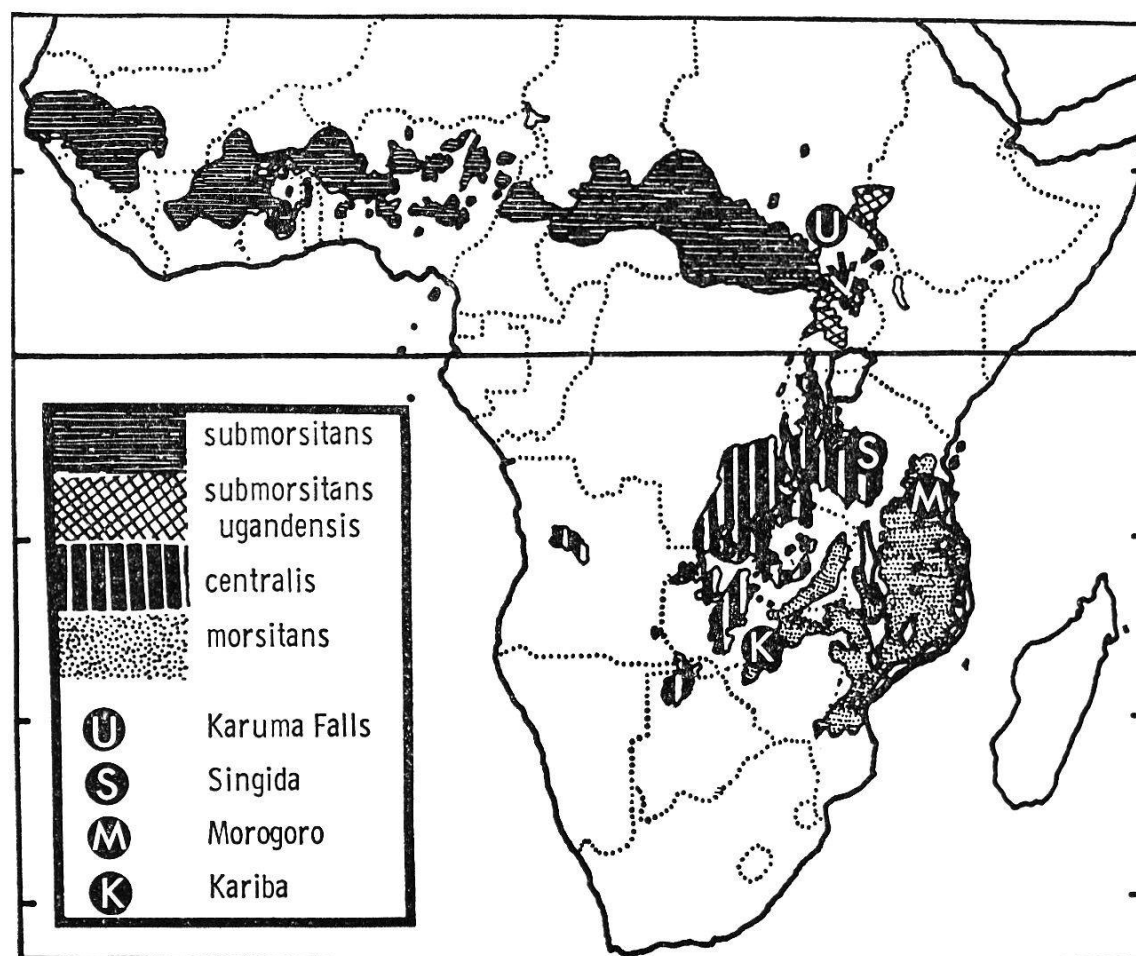 U
S
M
K
submorsitans
submorsitans
ugandensis
centralis
morsitans
U Karuma Falls
S Singida
M Morogoro
K Kariba